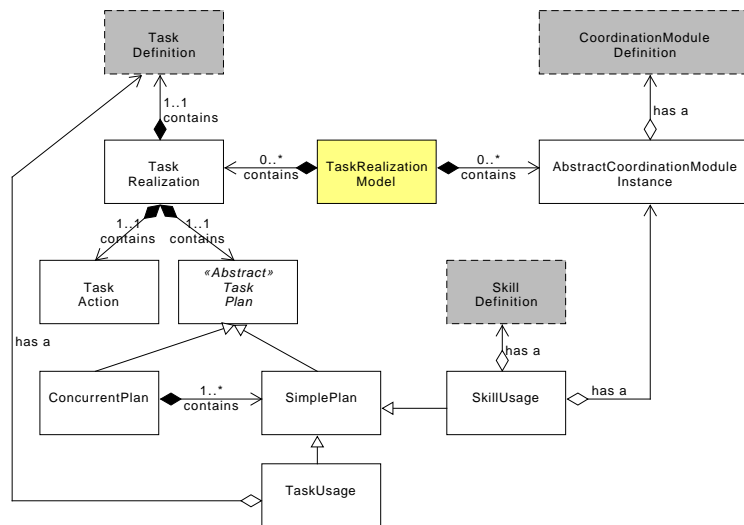 Task
Definition
CoordinationModule
Definition
1..1
contains
has a
Task
Realization
0..*
contains
TaskRealization
Model
0..*
contains
AbstractCoordinationModule
Instance
1..1
contains
1..1
contains
Task
Action
«Abstract»
Task
Plan
Skill
Definition
has a
has a
ConcurrentPlan
1..*
contains
SimplePlan
SkillUsage
has a
TaskUsage